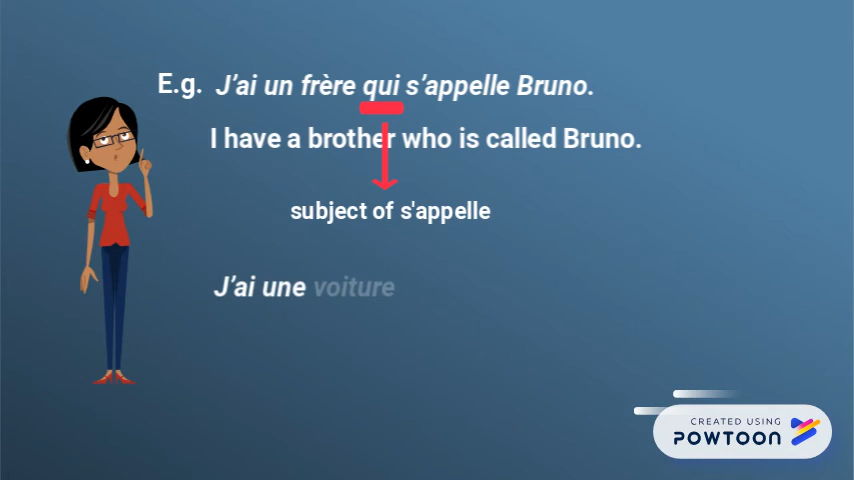 E.g. J'ai un frère qui s'appelle Bruno.
I have a brother who is called Bruno.
subject of s'appelle
J'ai une voiture
CREATED USING
POWTOON